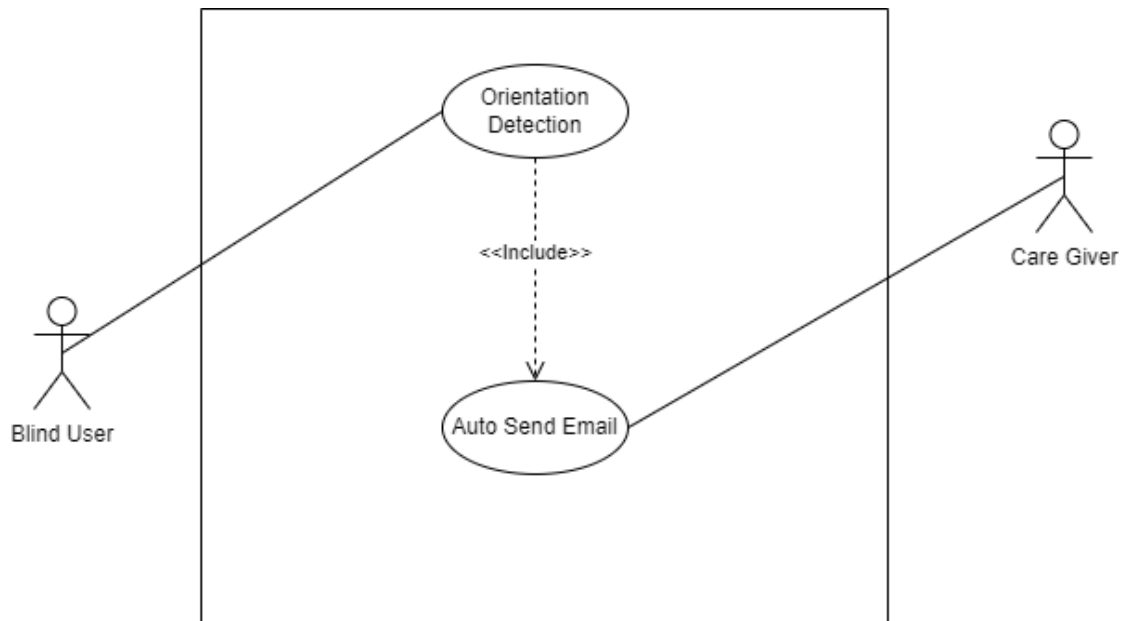 Orientation
Detection
<<Include>>
Care Giver
Auto Send Email
Blind User